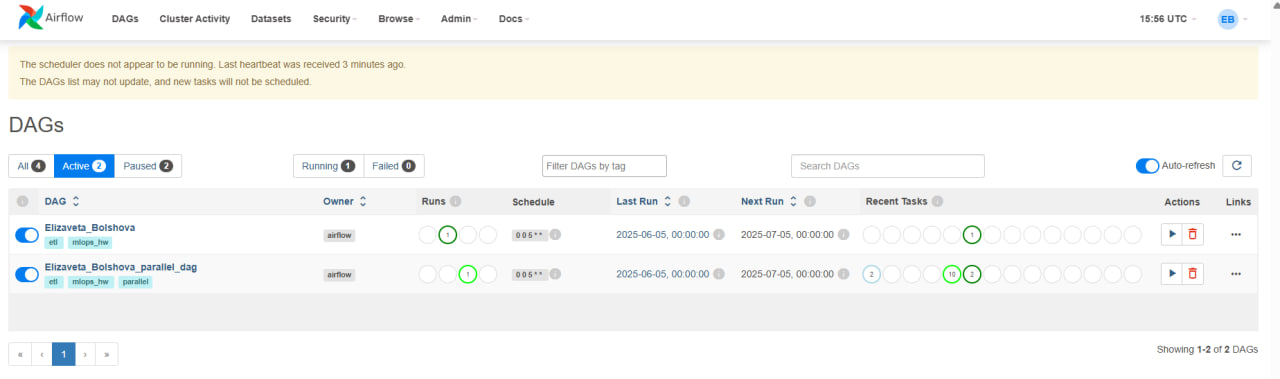 Airflow DAGs Cluster Activity Datasets Security Browse Admin Docs 15:56 UTC EB
The scheduler does not appear to be running. Last heartbeat was received 3 minutes ago.
The DAGs list may not update, and new tasks will not be scheduled.
DAGs
All 4 Active 2 Paused 2 Running 1 Failed 0 Filter DAGs by tag Search DAGs Auto-refresh
DAG Owner Runs Schedule Last Run Next Run Recent Tasks Actions Links
Elizaveta_Bolshova
etl mlops_hw
airflow 1 0 0 5 * * 2025-06-05, 00:00:00 2025-07-05, 00:00:00 1
Elizaveta_Bolshova_parallel_dag
etl mlops_hw parallel
airflow 1 0 0 5 * * 2025-06-05, 00:00:00 2025-07-05, 00:00:00 2 10 2
« ‹ 1 › » Showing 1-2 of 2 DAGs